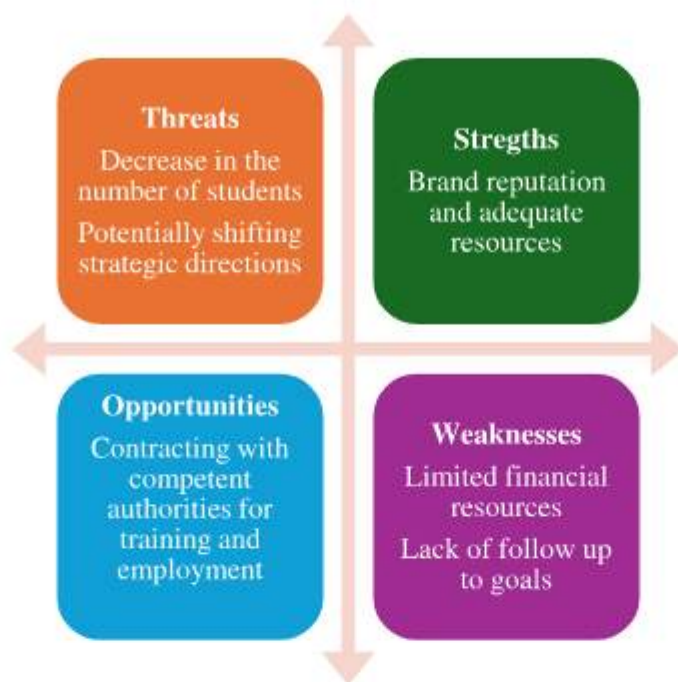 Threats
Decrease in the
number of students
Potentially shifting
strategic directions
Stregths
Brand reputation
and adequate
resources
Opportunities
Contracting with
competent
authorities for
training and
employment
Weaknesses
Limited financial
resources
Lack of follow up
to goals